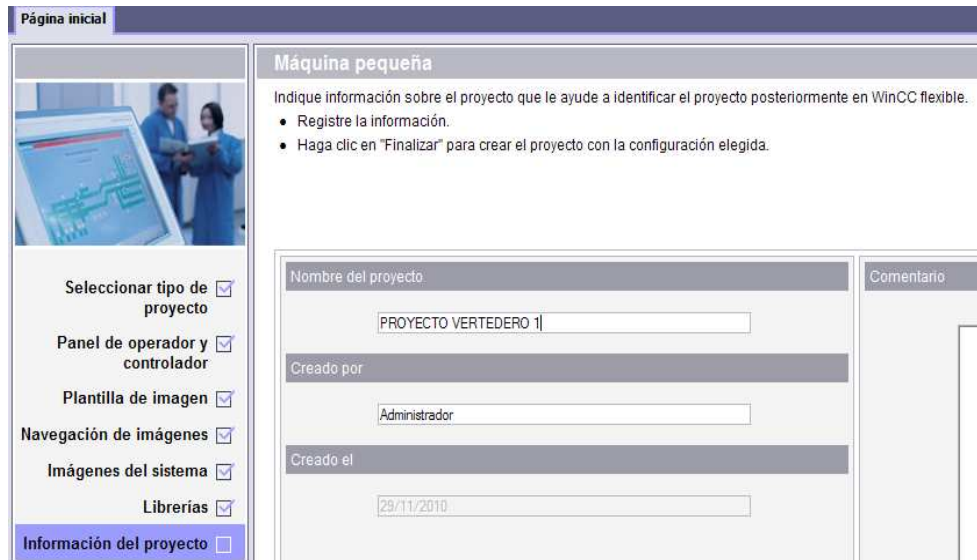 Página inicial
Máquina pequeña
Indique información sobre el proyecto que le ayude a identificar el proyecto posteriormente en WinCC flexible.
• Registre la información.
• Haga clic en "Finalizar" para crear el proyecto con la configuración elegida.
Seleccionar tipo de
proyecto
Panel de operador y
controlador
Plantilla de imagen
Navegación de imágenes
Imágenes del sistema
Librerías
Información del proyecto
Nombre del proyecto
PROYECTO VERTEDERO 1
Creado por
Administrador
Creado el
29/11/2010
Comentario